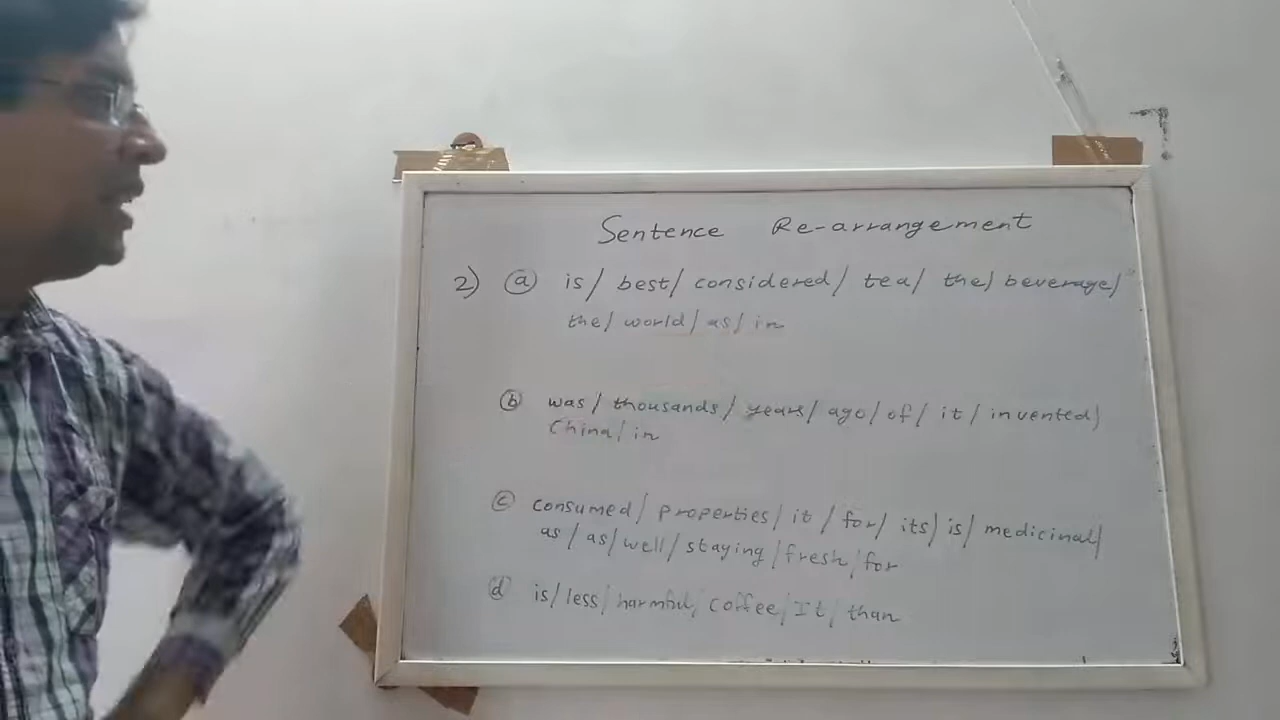 Sentence Re-arrangement
2) (a) is/ best/ considered/ tea/ the/ beverage/
the/ world/ as/ in
(b) was/ thousands/ years/ ago/ of/ it/ invented/
China/ in
(c) consumed/ properties/ it/ for/ its/ is/ medicinal/
as/ as/ well/ staying/ fresh/ for
(d) is/ less/ harmful/ coffee/ It/ than